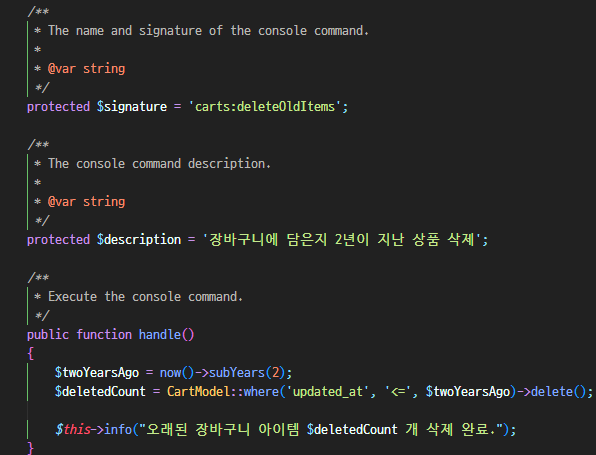 /**
 * The name and signature of the console command.
 *
 * @var string
 */
protected $signature = 'carts:deleteOldItems';
/**
 * The console command description.
 *
 * @var string
 */
protected $description = '장바구니에 담은지 2년이 지난 상품 삭제';
/**
 * Execute the console command.
 */
public function handle()
{
    $twoYearsAgo = now()->subYears(2);
    $deletedCount = CartModel::where('updated_at', '<=', $twoYearsAgo)->delete();
    $this->info("오래된 장바구니 아이템 $deletedCount 개 삭제 완료.");
}